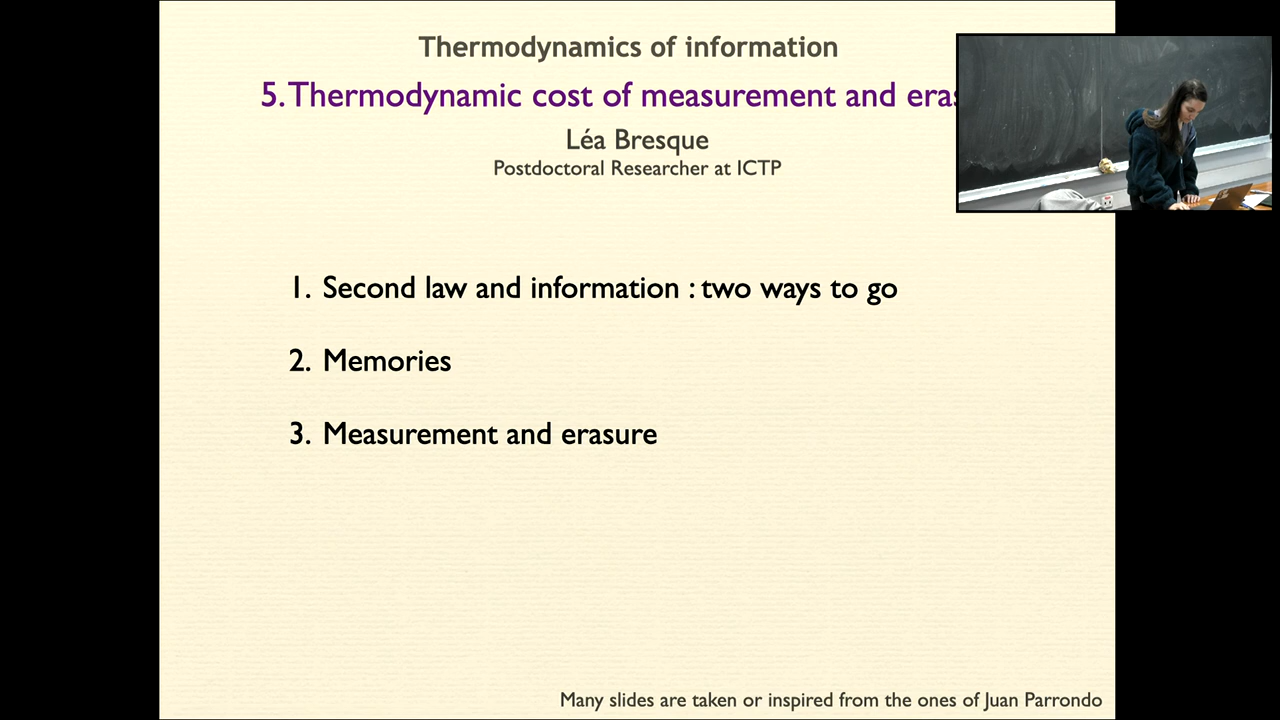 Thermodynamics of information
5. Thermodynamic cost of measurement and eras
Léa Bresque
Postdoctoral Researcher at ICTP
1. Second law and information : two ways to go
2. Memories
3. Measurement and erasure
Many slides are taken or inspired from the ones of Juan Parrondo